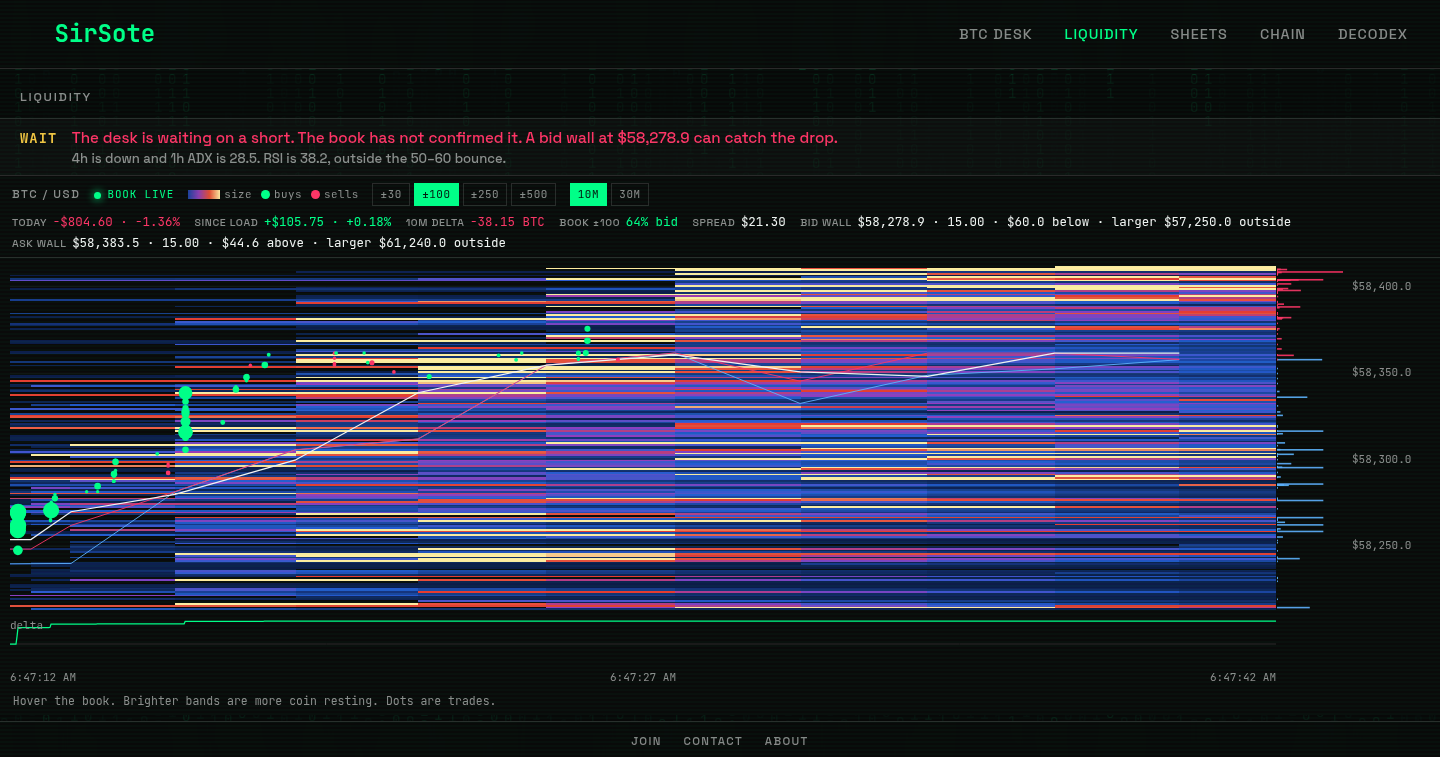 SirSote
BTC DESK LIQUIDITY SHEETS CHAIN DECODEX
LIQUIDITY
WAIT The desk is waiting on a short. The book has not confirmed it. A bid wall at $58,278.9 can catch the drop.
4h is down and 1h ADX is 28.5. RSI is 38.2, outside the 50–60 bounce.
BTC / USD BOOK LIVE size buys sells ±30 ±100 ±250 ±500 10M 30M
TODAY -$804.60 · -1.36% SINCE LOAD +$105.75 · +0.18% 10M DELTA -38.15 BTC BOOK ±100 64% bid SPREAD $21.30 BID WALL $58,278.9 · 15.00 · $60.0 below · larger $57,250.0 outside
ASK WALL $58,383.5 · 15.00 · $44.6 above · larger $61,240.0 outside
$58,400.0
$58,350.0
$58,300.0
$58,250.0
delta
6:47:12 AM 6:47:27 AM 6:47:42 AM
Hover the book. Brighter bands are more coin resting. Dots are trades.
JOIN CONTACT ABOUT